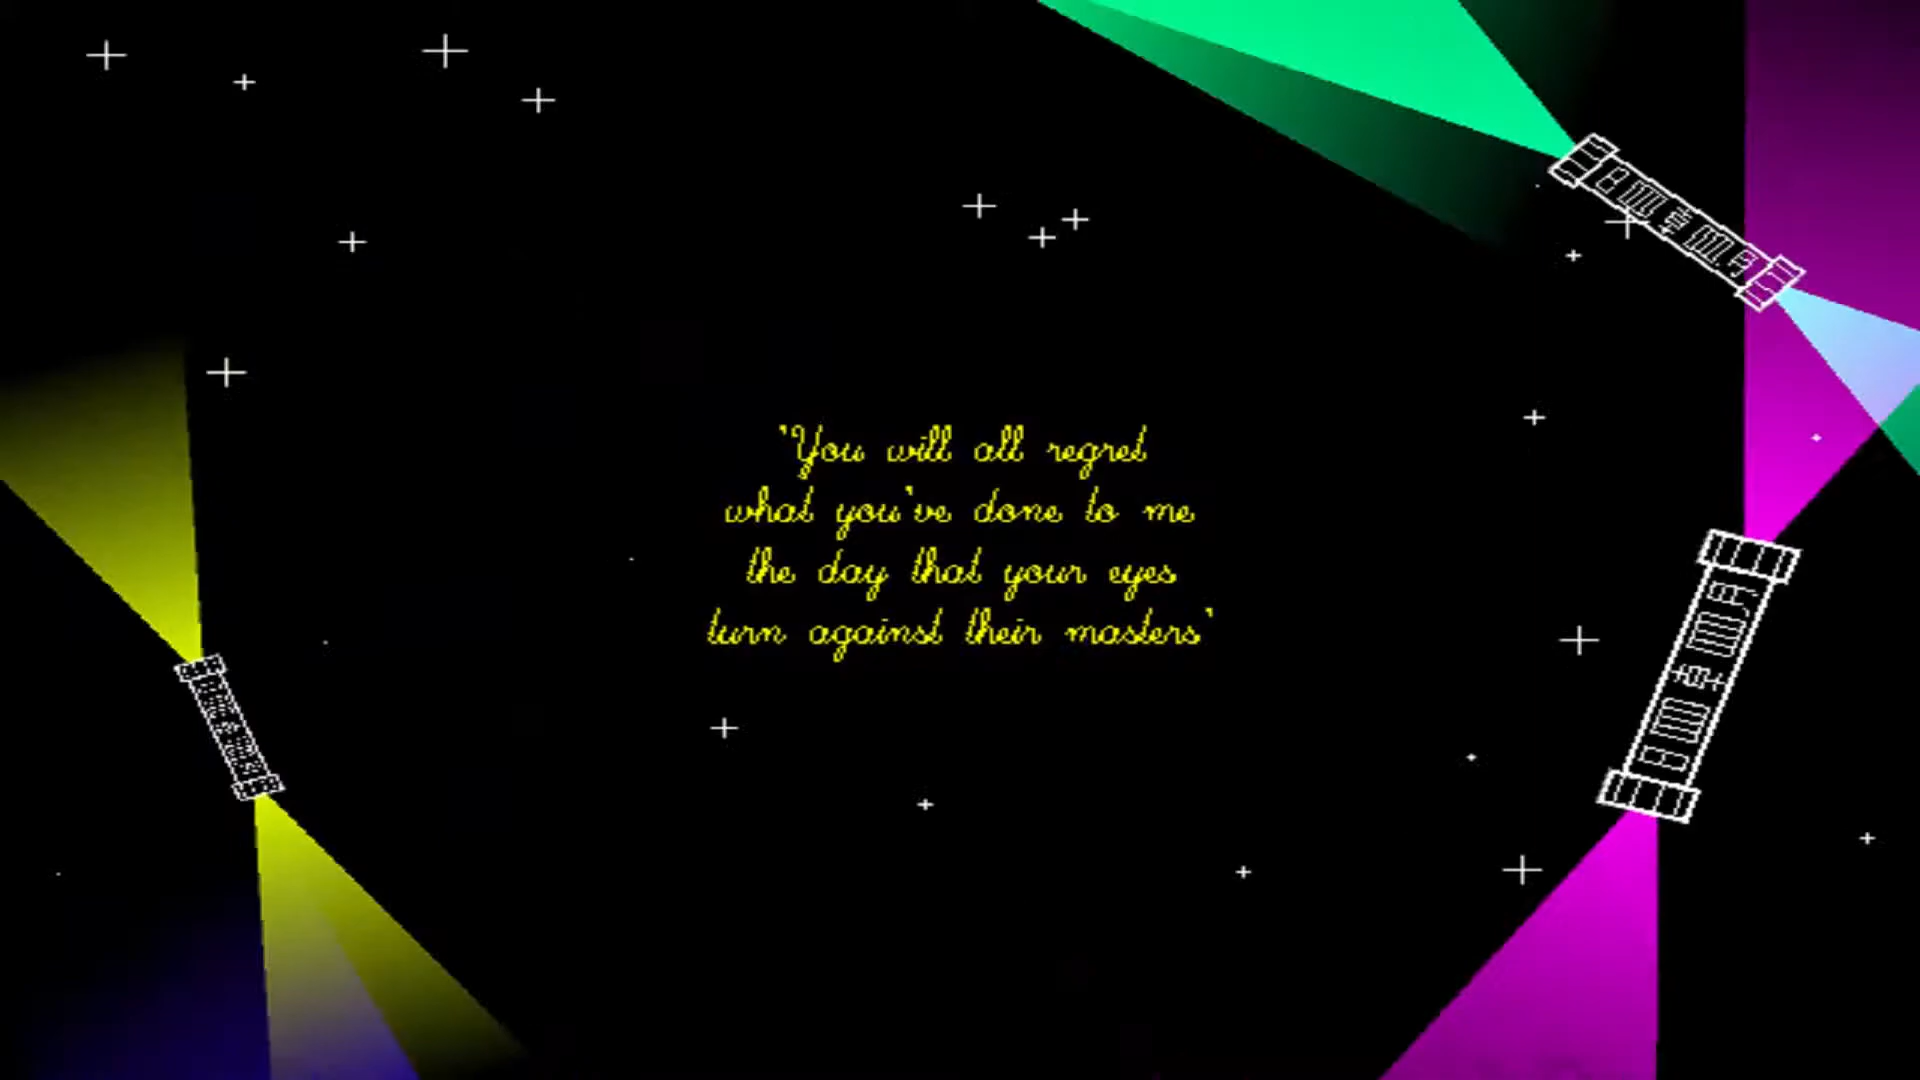 'You will all regret
what you've done to me
the day that your eyes
turn against their masters'